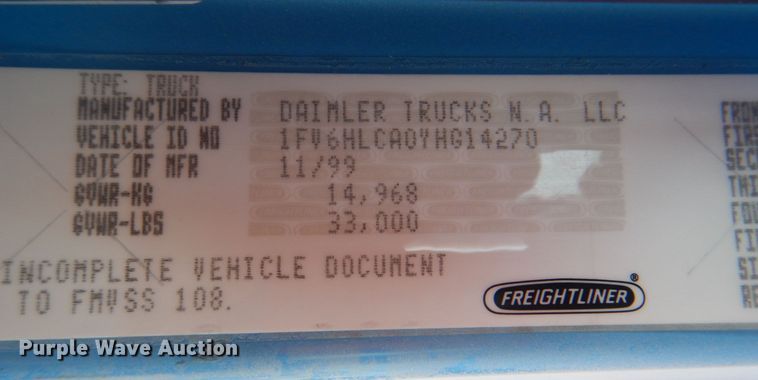 TYPE: TRUCK
MANUFACTURED BY DAIMLER TRUCKS N.A. LLC
VEHICLE ID NO 1FV6HLCA0YHG14270
DATE OF MFR 11/99
GVWR-KG 14,968
GVWR-LBS 33,000
INCOMPLETE VEHICLE DOCUMENT
TO FMVSS 108.
FREIGHTLINER®
Purple Wave Auction